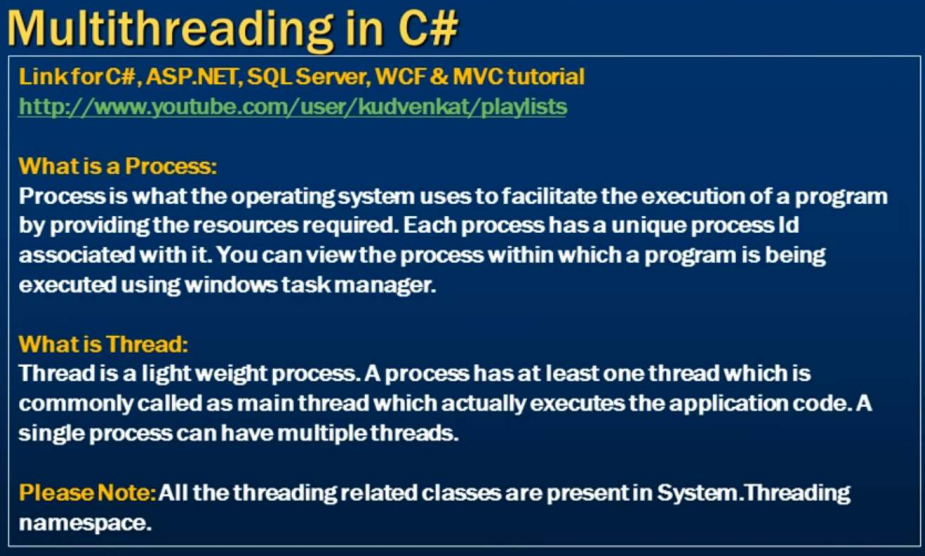 Multithreading in C#
Link for C#, ASP.NET, SQL Server, WCF & MVC tutorial
http://www.youtube.com/user/kudvenkat/playlists
What is a Process:
Process is what the operating system uses to facilitate the execution of a program
by providing the resources required. Each process has a unique process Id
associated with it. You can view the process within which a program is being
executed using windows task manager.
What is Thread:
Thread is a light weight process. A process has at least one thread which is
commonly called as main thread which actually executes the application code. A
single process can have multiple threads.
Please Note: All the threading related classes are present in System.Threading
namespace.